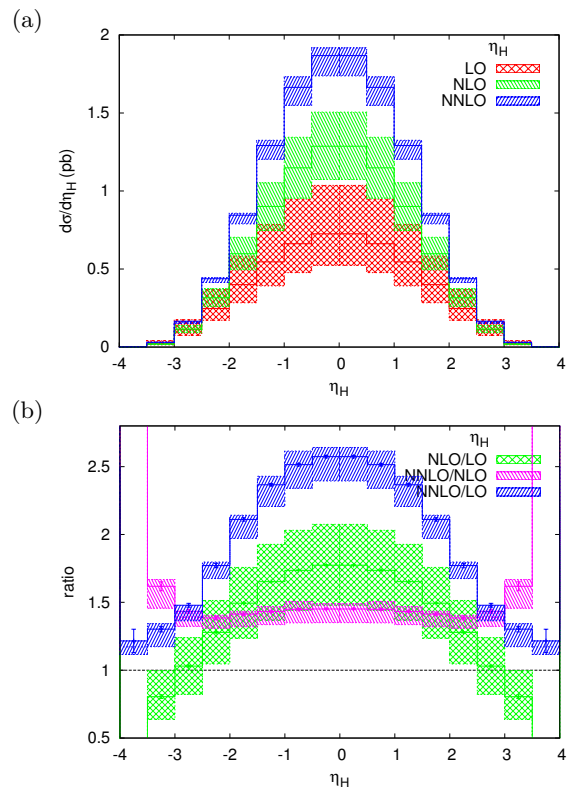 (a)
η_H
LO
NLO
NNLO
dσ/dη_H (pb)
2
1.5
1
0.5
0
-4 -3 -2 -1 0 1 2 3 4
η_H
(b)
η_H
NLO/LO
NNLO/NLO
NNLO/LO
ratio
2.5
2
1.5
1
0.5
-4 -3 -2 -1 0 1 2 3 4
η_H